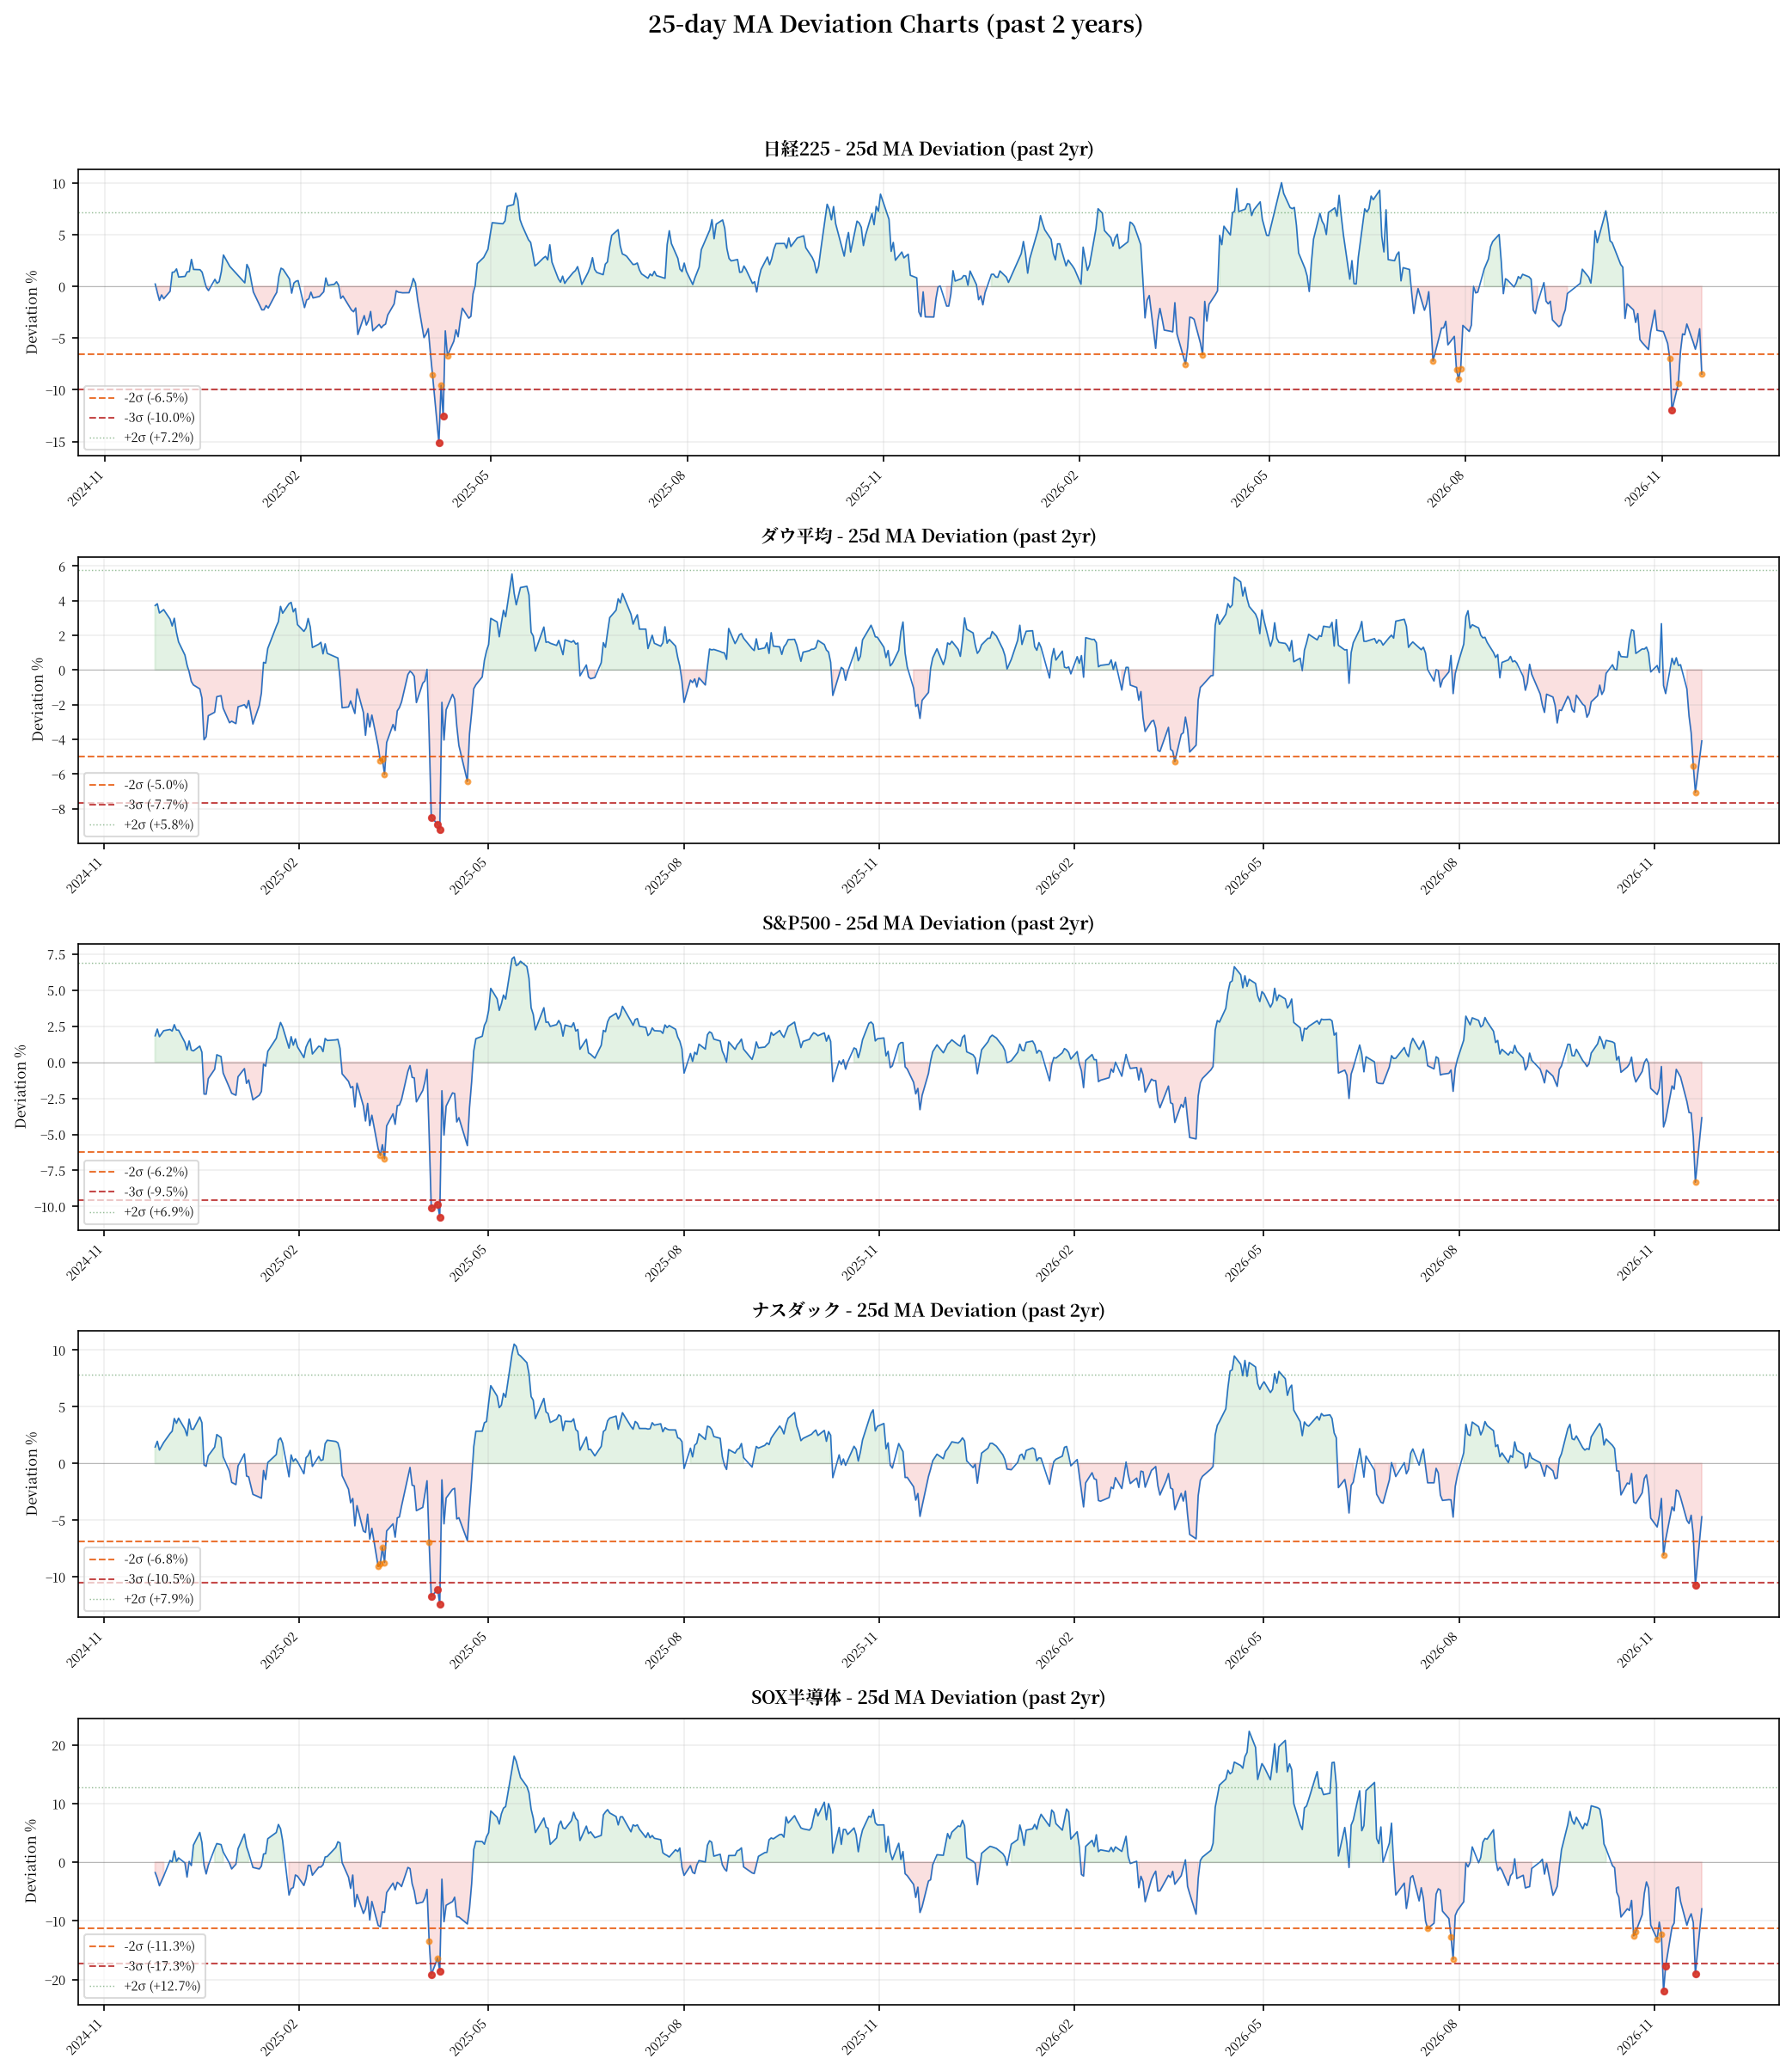 25-day MA Deviation Charts (past 2 years)
日経225 - 25d MA Deviation (past 2yr)
Deviation %
10
5
0
−5
−10
−15
-2σ (-6.5%)
-3σ (-10.0%)
+2σ (+7.2%)
2024-11
2025-02
2025-05
2025-08
2025-11
2026-02
2026-05
2026-08
2026-11
ダウ平均 - 25d MA Deviation (past 2yr)
Deviation %
6
4
2
0
−2
−4
−6
−8
-2σ (-5.0%)
-3σ (-7.7%)
+2σ (+5.8%)
2024-11
2025-02
2025-05
2025-08
2025-11
2026-02
2026-05
2026-08
2026-11
S&P500 - 25d MA Deviation (past 2yr)
Deviation %
7.5
5.0
2.5
0.0
−2.5
−5.0
−7.5
−10.0
-2σ (-6.2%)
-3σ (-9.5%)
+2σ (+6.9%)
2024-11
2025-02
2025-05
2025-08
2025-11
2026-02
2026-05
2026-08
2026-11
ナスダック - 25d MA Deviation (past 2yr)
Deviation %
10
5
0
−5
−10
-2σ (-6.8%)
-3σ (-10.5%)
+2σ (+7.9%)
2024-11
2025-02
2025-05
2025-08
2025-11
2026-02
2026-05
2026-08
2026-11
SOX半導体 - 25d MA Deviation (past 2yr)
Deviation %
20
10
0
−10
−20
-2σ (-11.3%)
-3σ (-17.3%)
+2σ (+12.7%)
2024-11
2025-02
2025-05
2025-08
2025-11
2026-02
2026-05
2026-08
2026-11